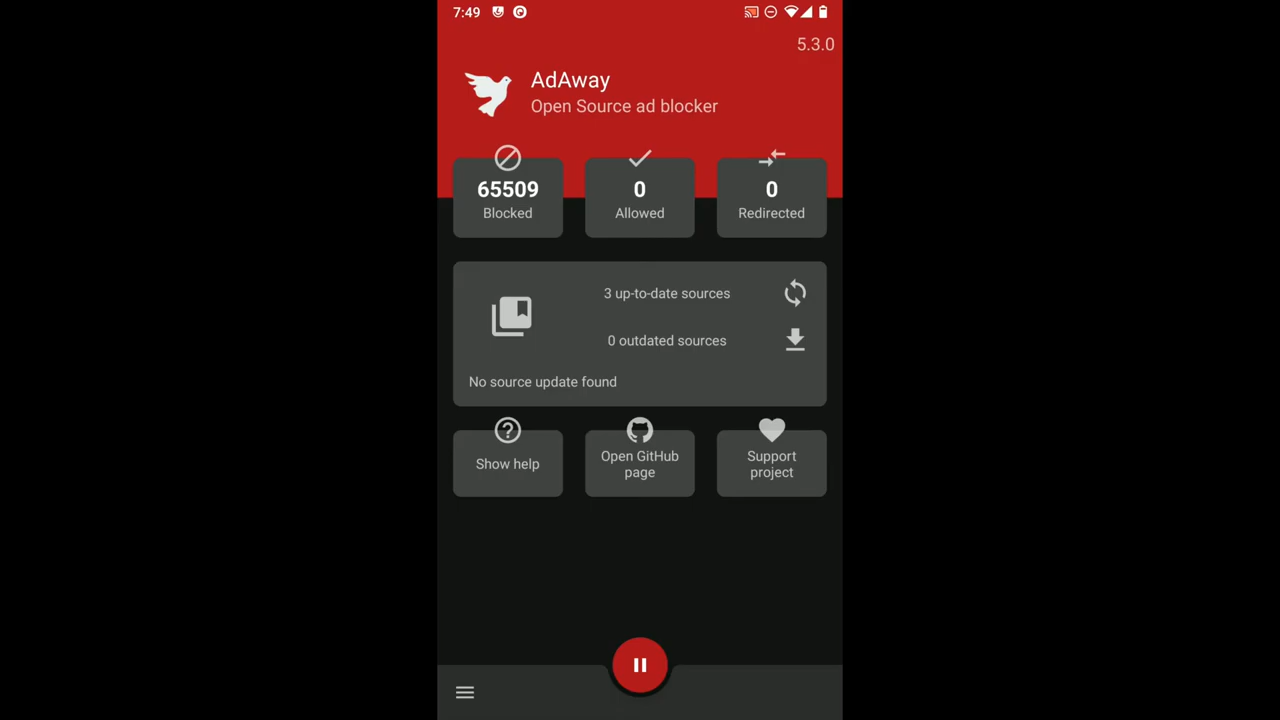 7:49
5.3.0
AdAway
Open Source ad blocker
65509
Blocked
0
Allowed
0
Redirected
3 up-to-date sources
0 outdated sources
No source update found
Show help
Open GitHub
page
Support
project